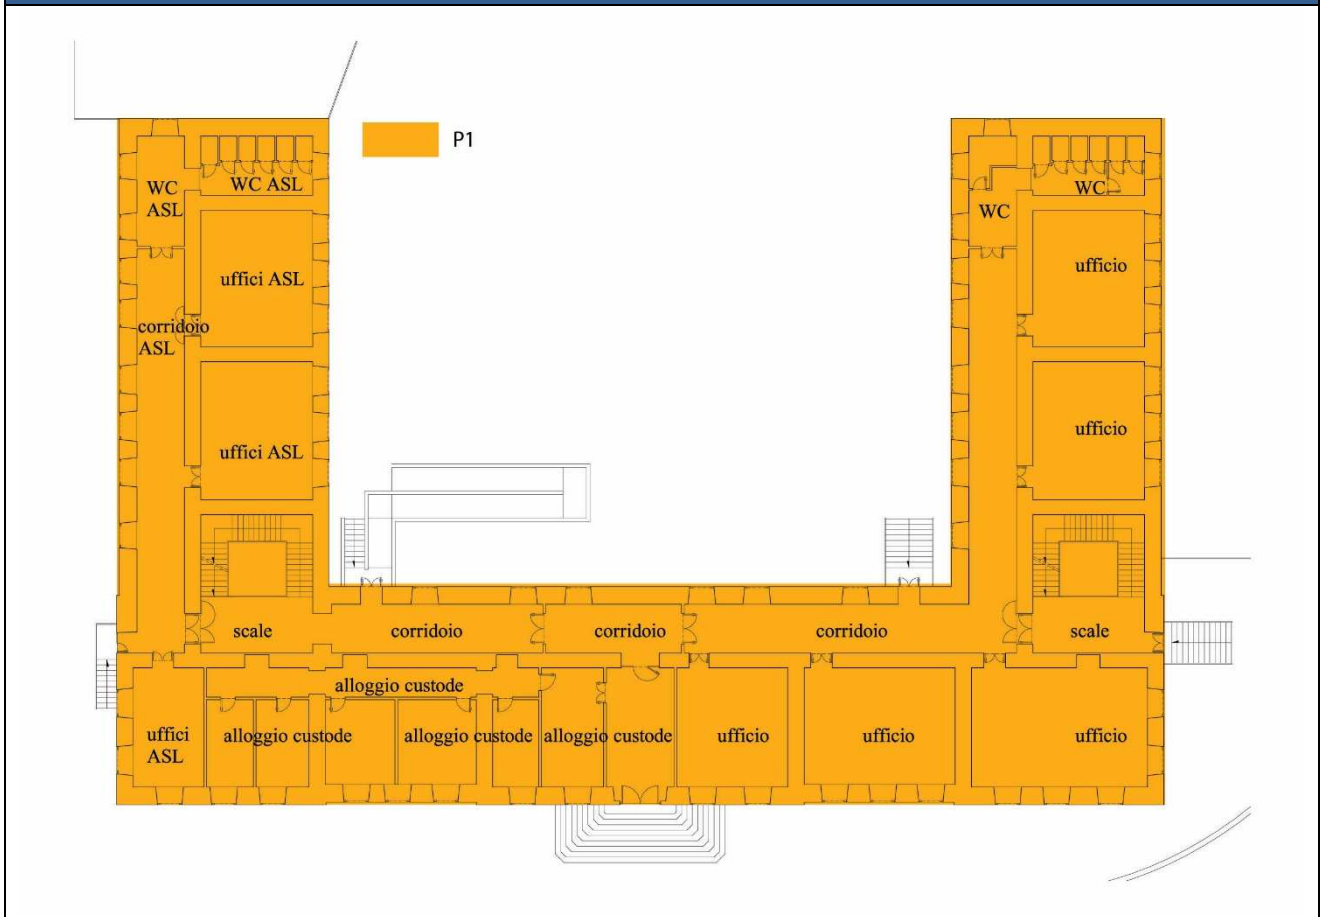 P1
WC
ASL
WC ASL
uffici ASL
corridoio
ASL
uffici ASL
WC
WC
ufficio
ufficio
scale
corridoio
corridoio
corridoio
scale
alloggio custode
uffici
ASL
alloggio custode
alloggio custode
alloggio custode
ufficio
ufficio
ufficio